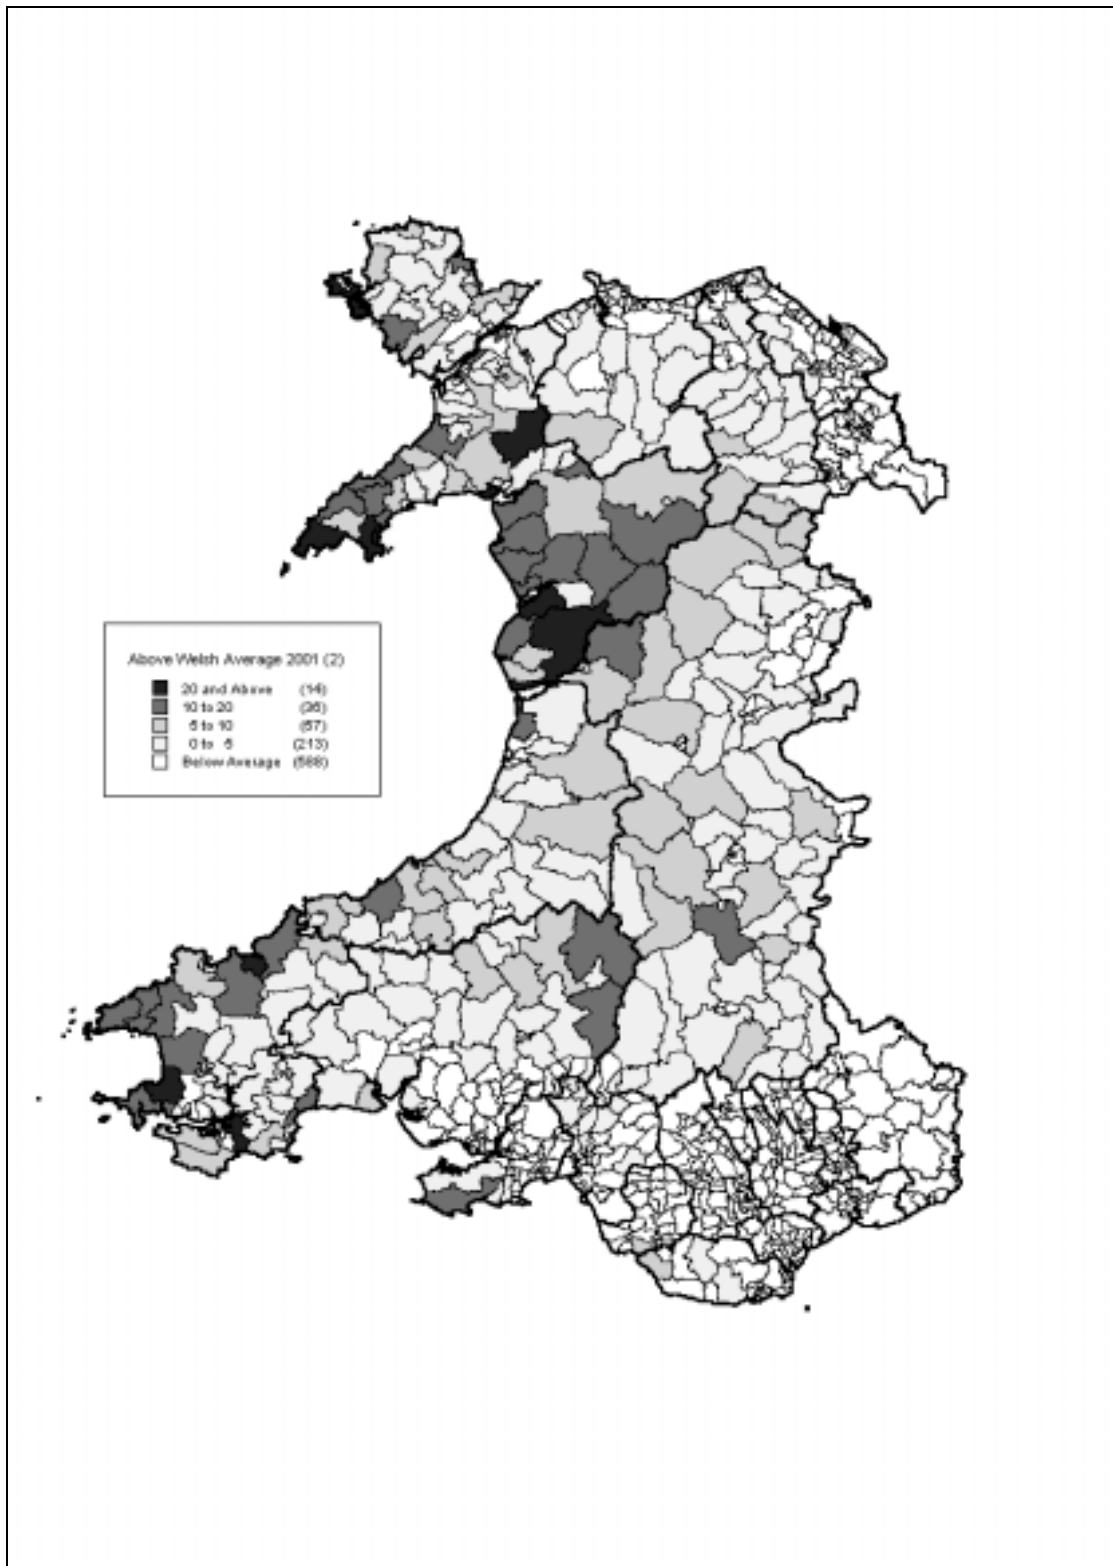 Above Welsh Average 2001 (2)
20 and Above (14)
10 to 20 (36)
5 to 10 (57)
0 to 5 (213)
Below Average (588)